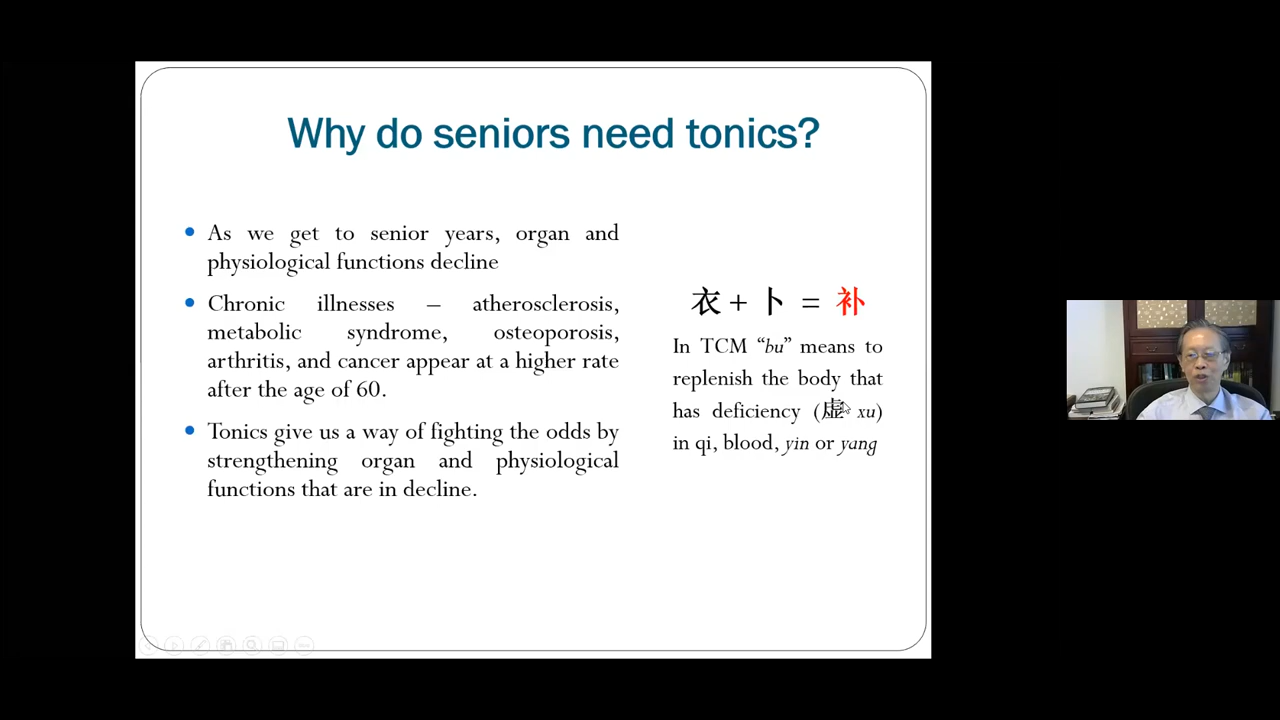 Why do seniors need tonics?
• As we get to senior years, organ and
physiological functions decline
• Chronic illnesses – atherosclerosis,
metabolic syndrome, osteoporosis,
arthritis, and cancer appear at a higher rate
after the age of 60.
• Tonics give us a way of fighting the odds by
strengthening organ and physiological
functions that are in decline.
衣 + 卜 = 补
In TCM “bu” means to
replenish the body that
has deficiency (虚 xu)
in qi, blood, yin or yang